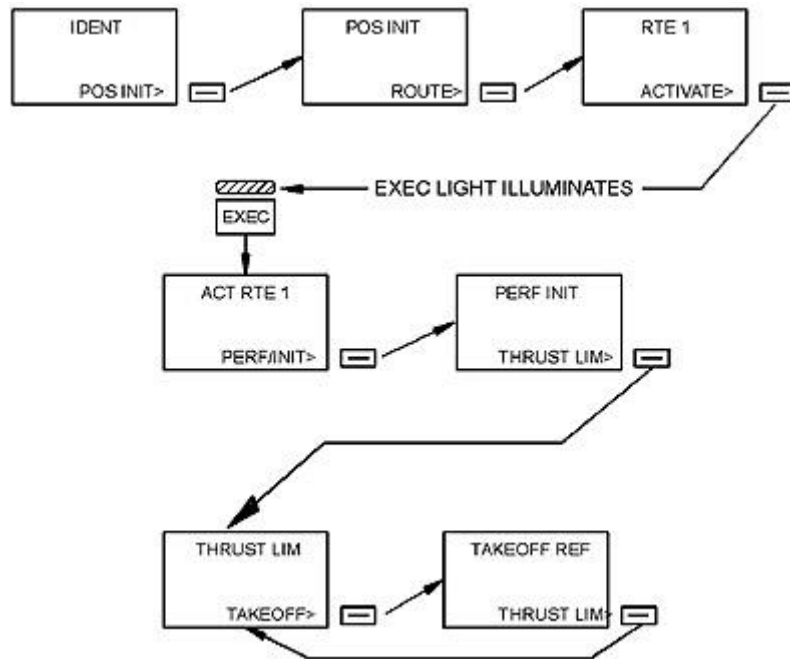 IDENT
POS INIT>
POS INIT
ROUTE>
RTE 1
ACTIVATE>
EXEC LIGHT ILLUMINATES
EXEC
ACT RTE 1
PERF/INIT>
PERF INIT
THRUST LIM>
THRUST LIM
TAKEOFF>
TAKEOFF REF
THRUST LIM>